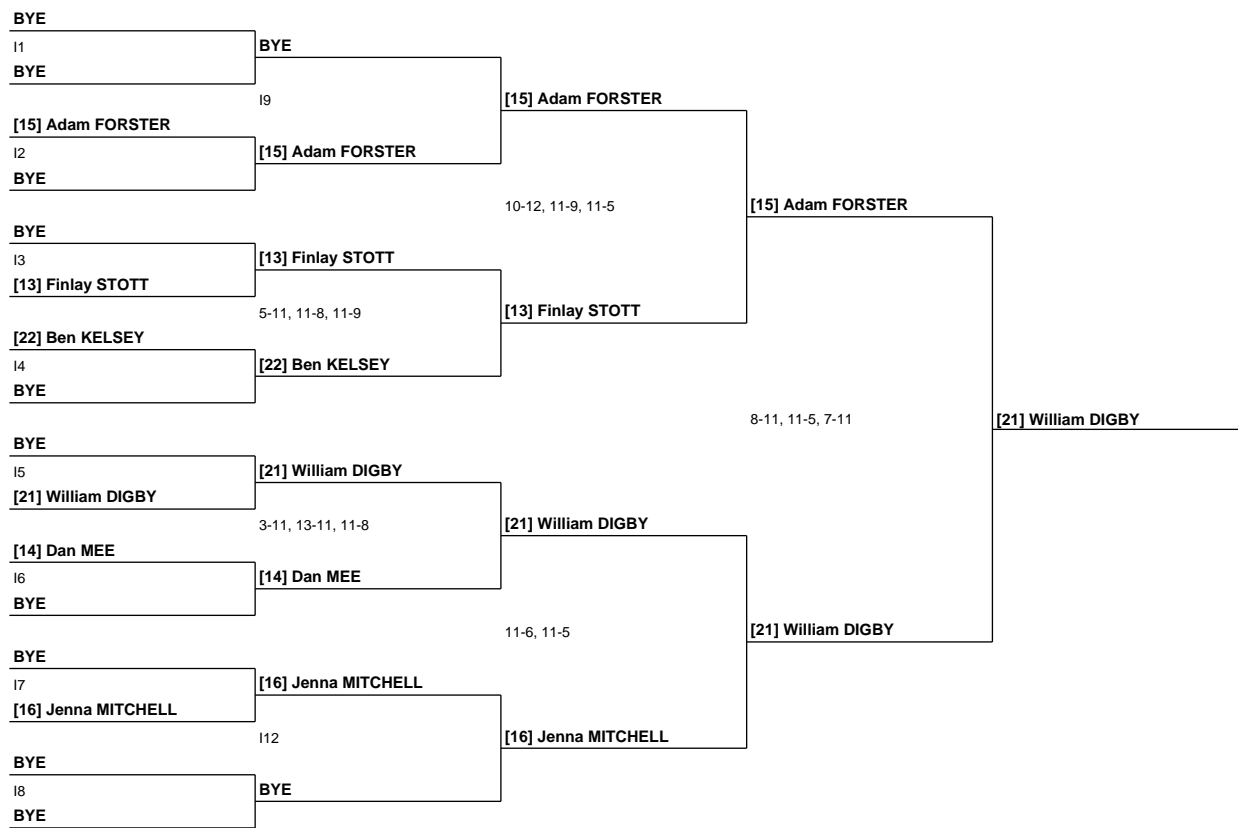 BYE
I1
BYE
BYE
I9
[15] Adam FORSTER
[15] Adam FORSTER
I2
[15] Adam FORSTER
BYE
10-12, 11-9, 11-5
[15] Adam FORSTER
BYE
I3
[13] Finlay STOTT
[13] Finlay STOTT
5-11, 11-8, 11-9
[13] Finlay STOTT
[22] Ben KELSEY
I4
[22] Ben KELSEY
BYE
8-11, 11-5, 7-11
[21] William DIGBY
BYE
I5
[21] William DIGBY
[21] William DIGBY
3-11, 13-11, 11-8
[21] William DIGBY
[14] Dan MEE
I6
[14] Dan MEE
BYE
11-6, 11-5
[21] William DIGBY
BYE
I7
[16] Jenna MITCHELL
[16] Jenna MITCHELL
I12
[16] Jenna MITCHELL
BYE
I8
BYE
BYE